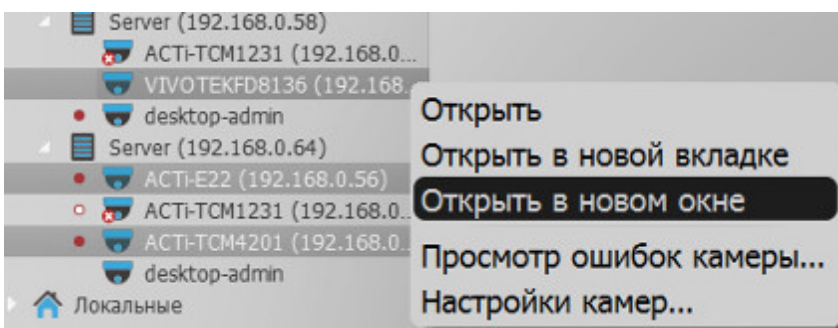 Server (192.168.0.58)
ACTi-TCM1231 (192.168.0...
VIVOTEKFD8136 (192.168
desktop-admin
Server (192.168.0.64)
ACTi-E22 (192.168.0.56)
ACTi-TCM1231 (192.168.0...
ACTi-TCM4201 (192.168.0...
desktop-admin
Локальные
Открыть
Открыть в новой вкладке
Открыть в новом окне
Просмотр ошибок камеры...
Настройки камер...